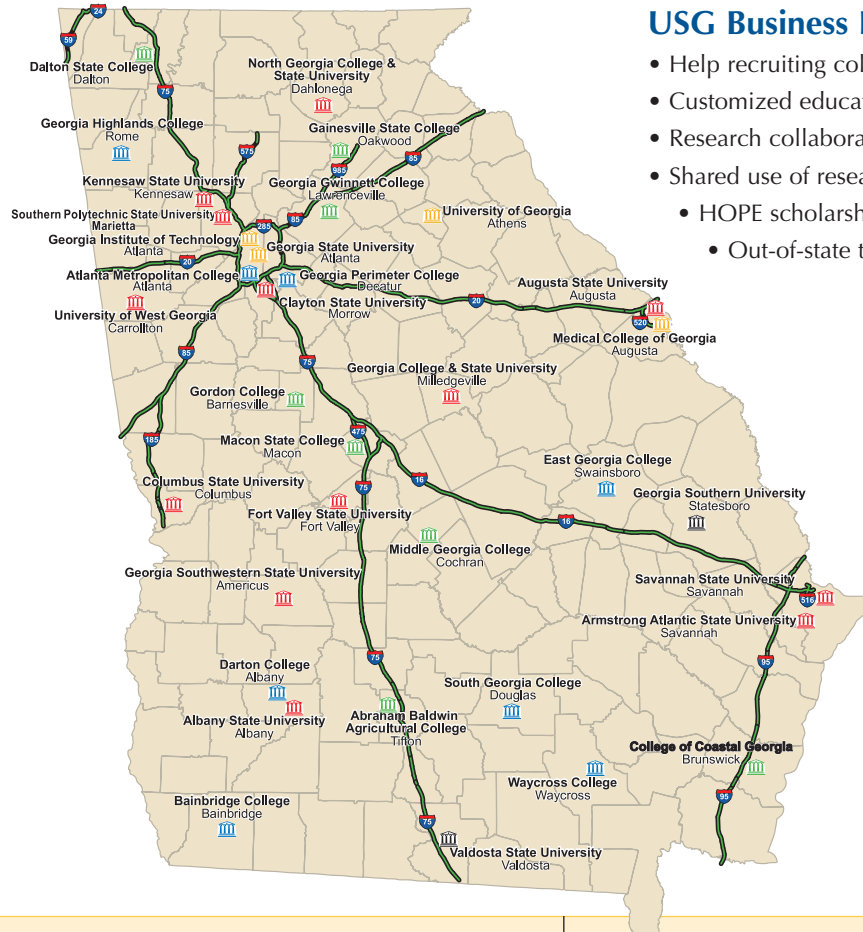 USG Business
• Help recruiting
• Customized
• Research
• Shared use of
• HOPE
• Out-of-state
24
59
Dalton State College
Dalton
75
North Georgia College &
State University
Dahlonega
Georgia Highlands College
Rome
575
Gainesville State College
Oakwood
985
85
Kennesaw State University
Kennesaw
Georgia Gwinnett College
Lawrenceville
Southern Polytechnic State University
Marietta
285
85
University of Georgia
Athens
Georgia Institute of Technology
Atlanta
Georgia State University
Atlanta
20
Atlanta Metropolitan College
Atlanta
Georgia Perimeter College
Decatur
Clayton State University
Morrow
20
Augusta State University
Augusta
520
Medical College of Georgia
Augusta
University of West Georgia
Carrollton
85
75
Georgia College & State University
Milledgeville
Gordon College
Barnesville
185
475
Macon State College
Macon
16
East Georgia College
Swainsboro
Columbus State University
Columbus
75
Fort Valley State University
Fort Valley
16
Georgia Southern University
Statesboro
Middle Georgia College
Cochran
Georgia Southwestern State University
Americus
Savannah State University
Savannah
516
Armstrong Atlantic State University
Savannah
75
95
Darton College
Albany
Albany State University
Albany
Abraham Baldwin
Agricultural College
Tifton
South Georgia College
Douglas
College of Coastal Georgia
Brunswick
Waycross College
Waycross
95
Bainbridge College
Bainbridge
75
Valdosta State University
Valdosta